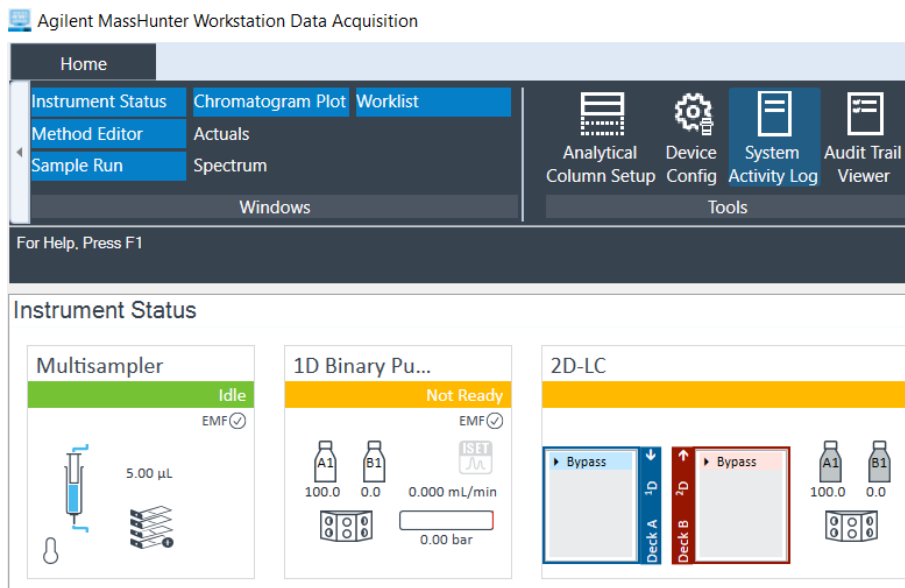 Agilent MassHunter Workstation Data Acquisition
Home
Instrument Status Chromatogram Plot Worklist
Method Editor Actuals
Sample Run Spectrum
Windows
Analytical Column Setup
Device Config
System Activity Log
Audit Trail Viewer
Tools
For Help, Press F1
Instrument Status
Multisampler
Idle
EMF
5.00 µL
1D Binary Pu...
Not Ready
EMF
A1 B1
ISET
100.0 0.0 0.000 mL/min
0.00 bar
2D-LC
Bypass
Deck A ¹D
Deck B ²D
Bypass
A1 B1
100.0 0.0